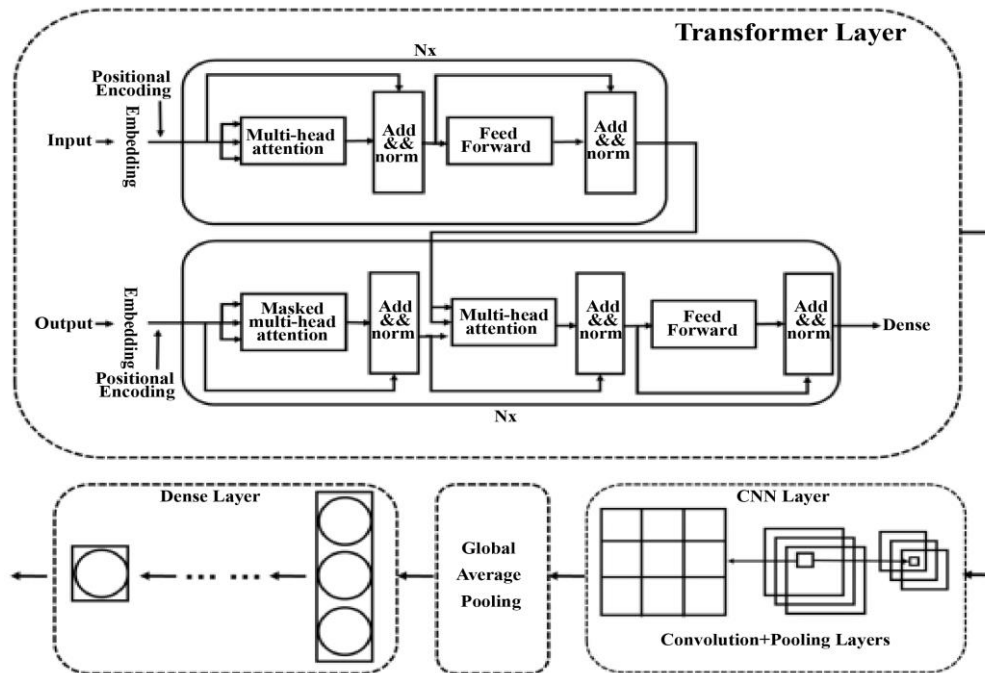 Transformer Layer
Nx
Positional
Encoding
Embedding
Input
Multi-head
attention
Add
&&
norm
Feed
Forward
Add
&&
norm
Output
Embedding
Positional
Encoding
Masked
multi-head
attention
Add
&&
norm
Multi-head
attention
Add
&&
norm
Feed
Forward
Add
&&
norm
Dense
Nx
Dense Layer
Global
Average
Pooling
CNN Layer
Convolution+Pooling Layers